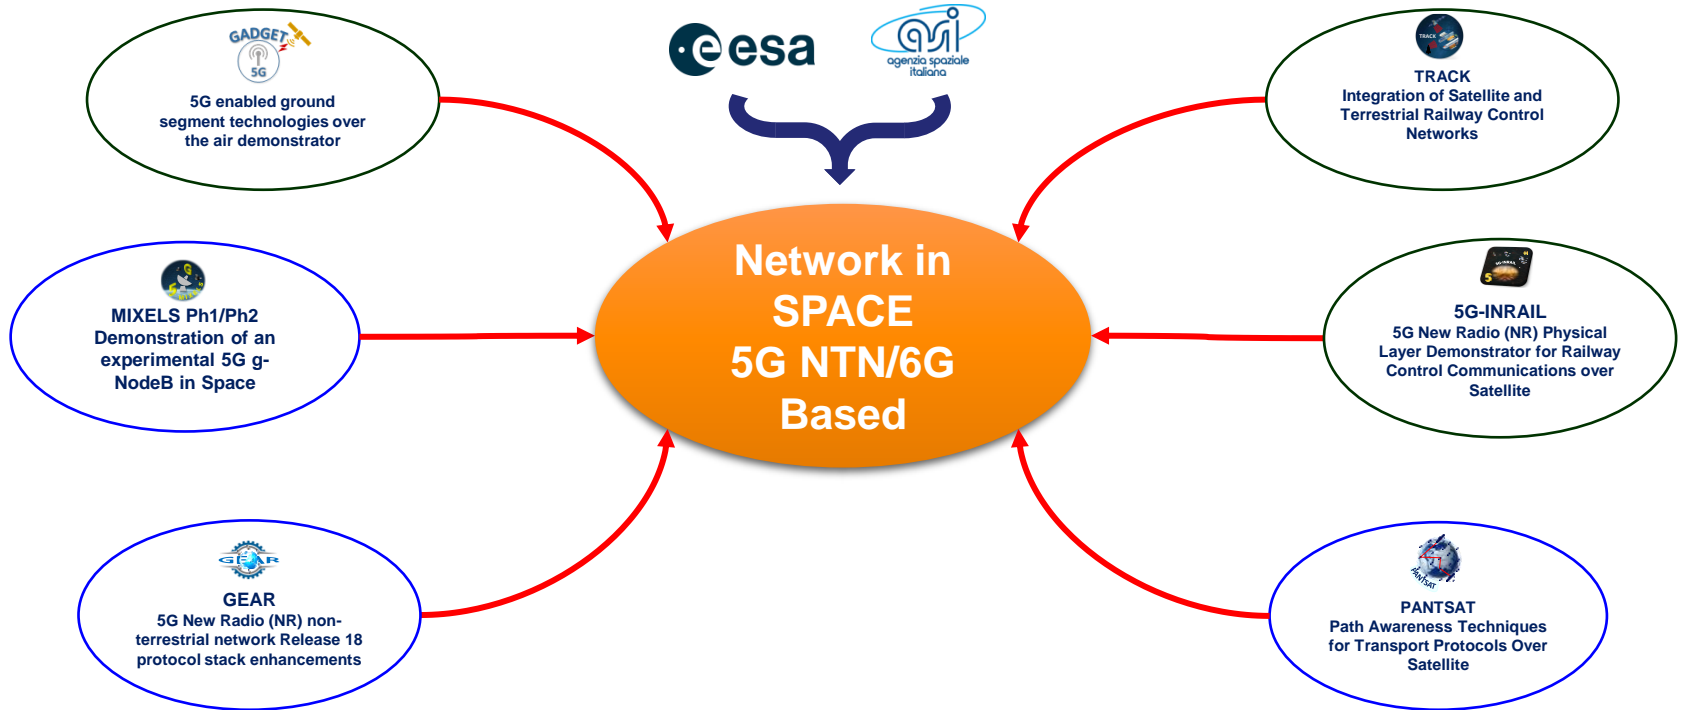 GADGET
5G
5G enabled ground
segment technologies over
the air demonstrator
esa
asi
agenzia spaziale
italiana
TRACK
TRACK
Integration of Satellite and
Terrestrial Railway Control
Networks
MIXELS Ph1/Ph2
Demonstration of an
experimental 5G g-
NodeB in Space
Network in
SPACE
5G NTN/6G
Based
5G-INRAIL
5G-INRAIL
5G New Radio (NR) Physical
Layer Demonstrator for Railway
Control Communications over
Satellite
GEAR
GEAR
5G New Radio (NR) non-
terrestrial network Release 18
protocol stack enhancements
PANTSAT
PANTSAT
Path Awareness Techniques
for Transport Protocols Over
Satellite